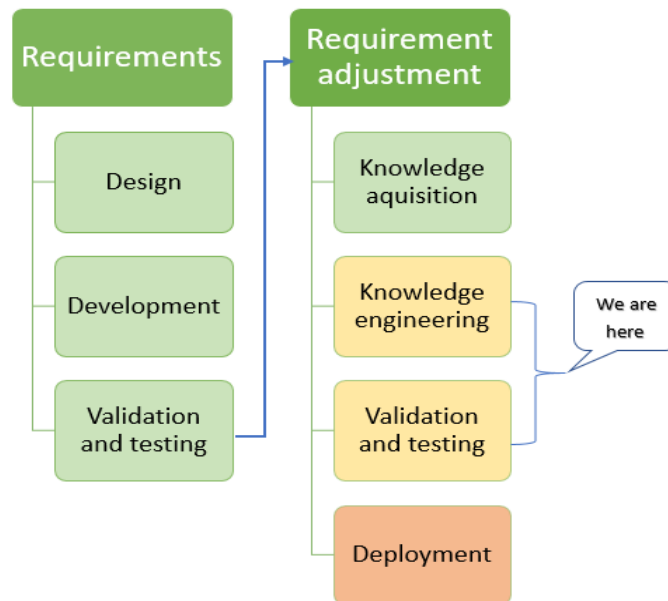 Requirements
Design
Development
Validation
and testing
Requirement
adjustment
Knowledge
aquisition
Knowledge
engineering
Validation
and testing
Deployment
We are
here